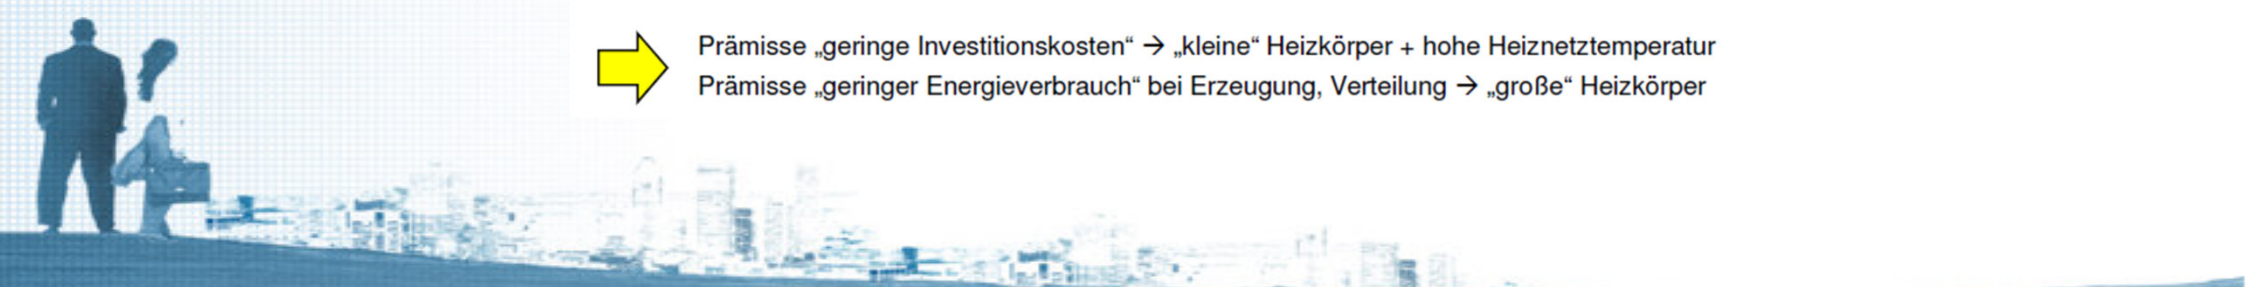 Prämisse „geringe Investitionskosten“ → „kleine“ Heizkörper + hohe Heiznetztemperatur
Prämisse „geringer Energieverbrauch“ bei Erzeugung, Verteilung → „große“ Heizkörper